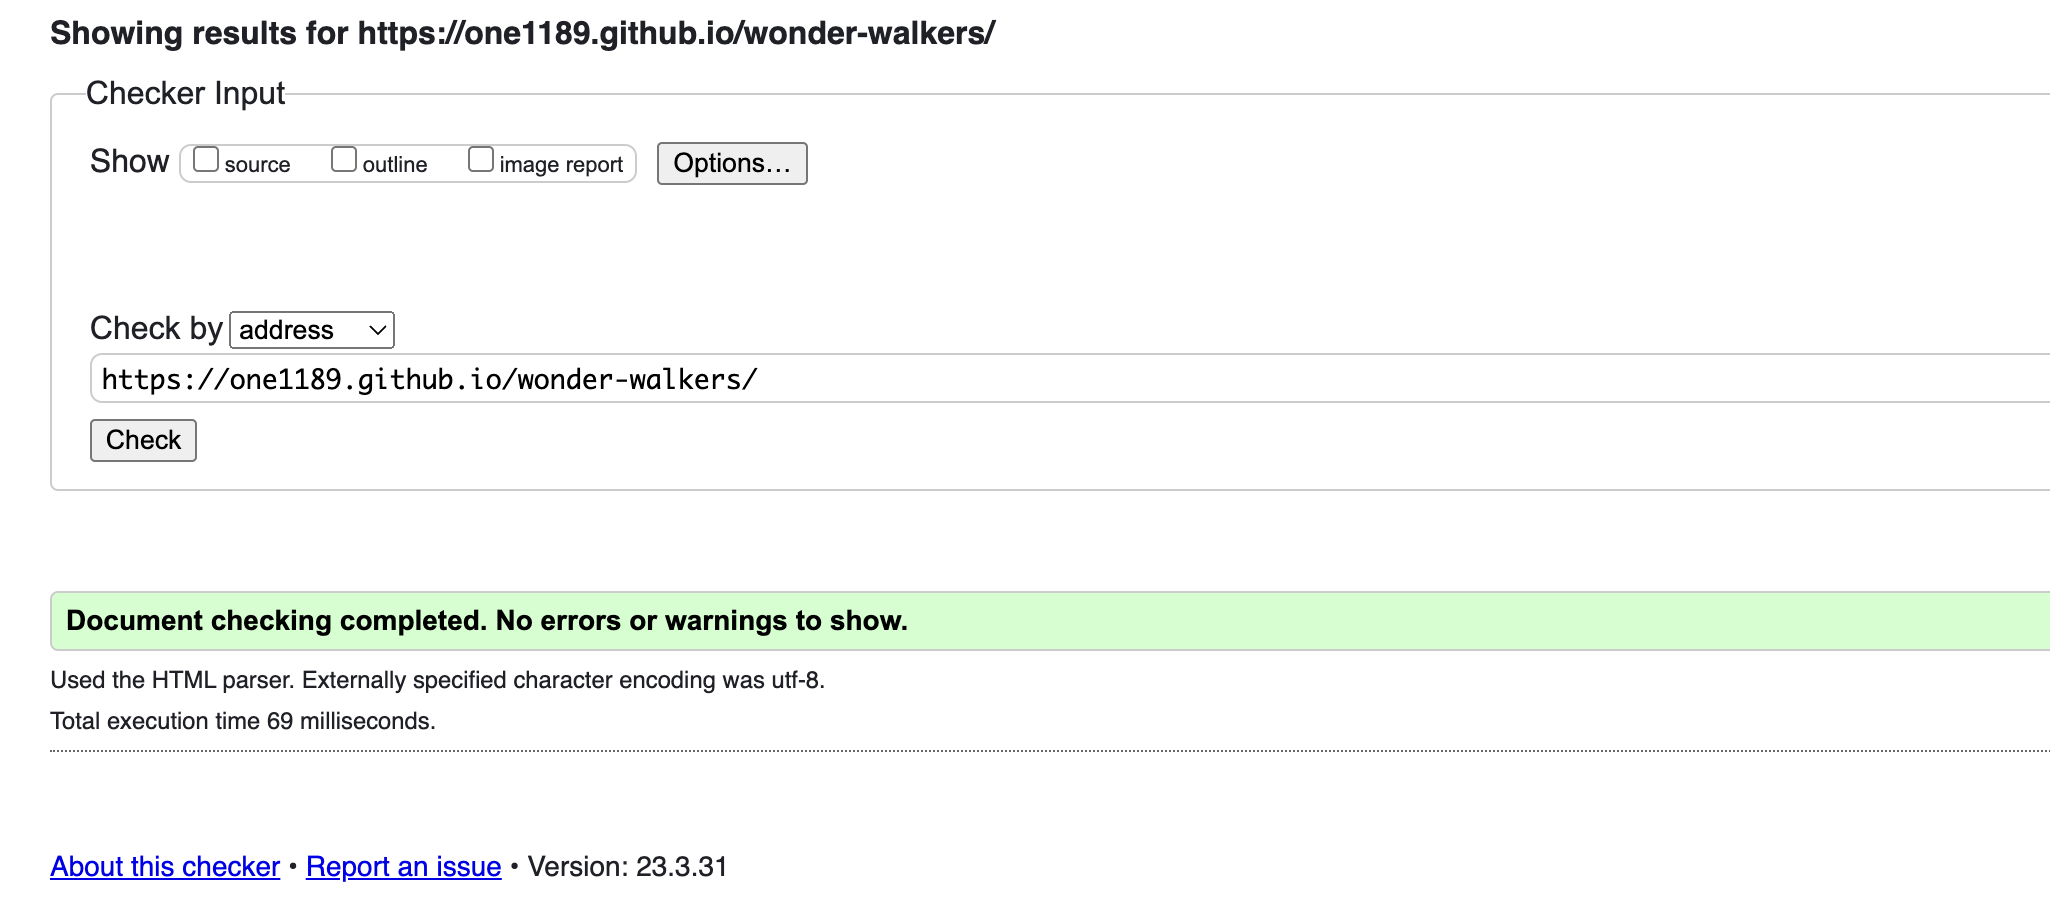 Showing results for https://one1189.github.io/wonder-walkers/
Checker Input
Show source outline image report Options...
Check by address
https://one1189.github.io/wonder-walkers/
Check
Document checking completed. No errors or warnings to show.
Used the HTML parser. Externally specified character encoding was utf-8.
Total execution time 69 milliseconds.
About this checker • Report an issue • Version: 23.3.31